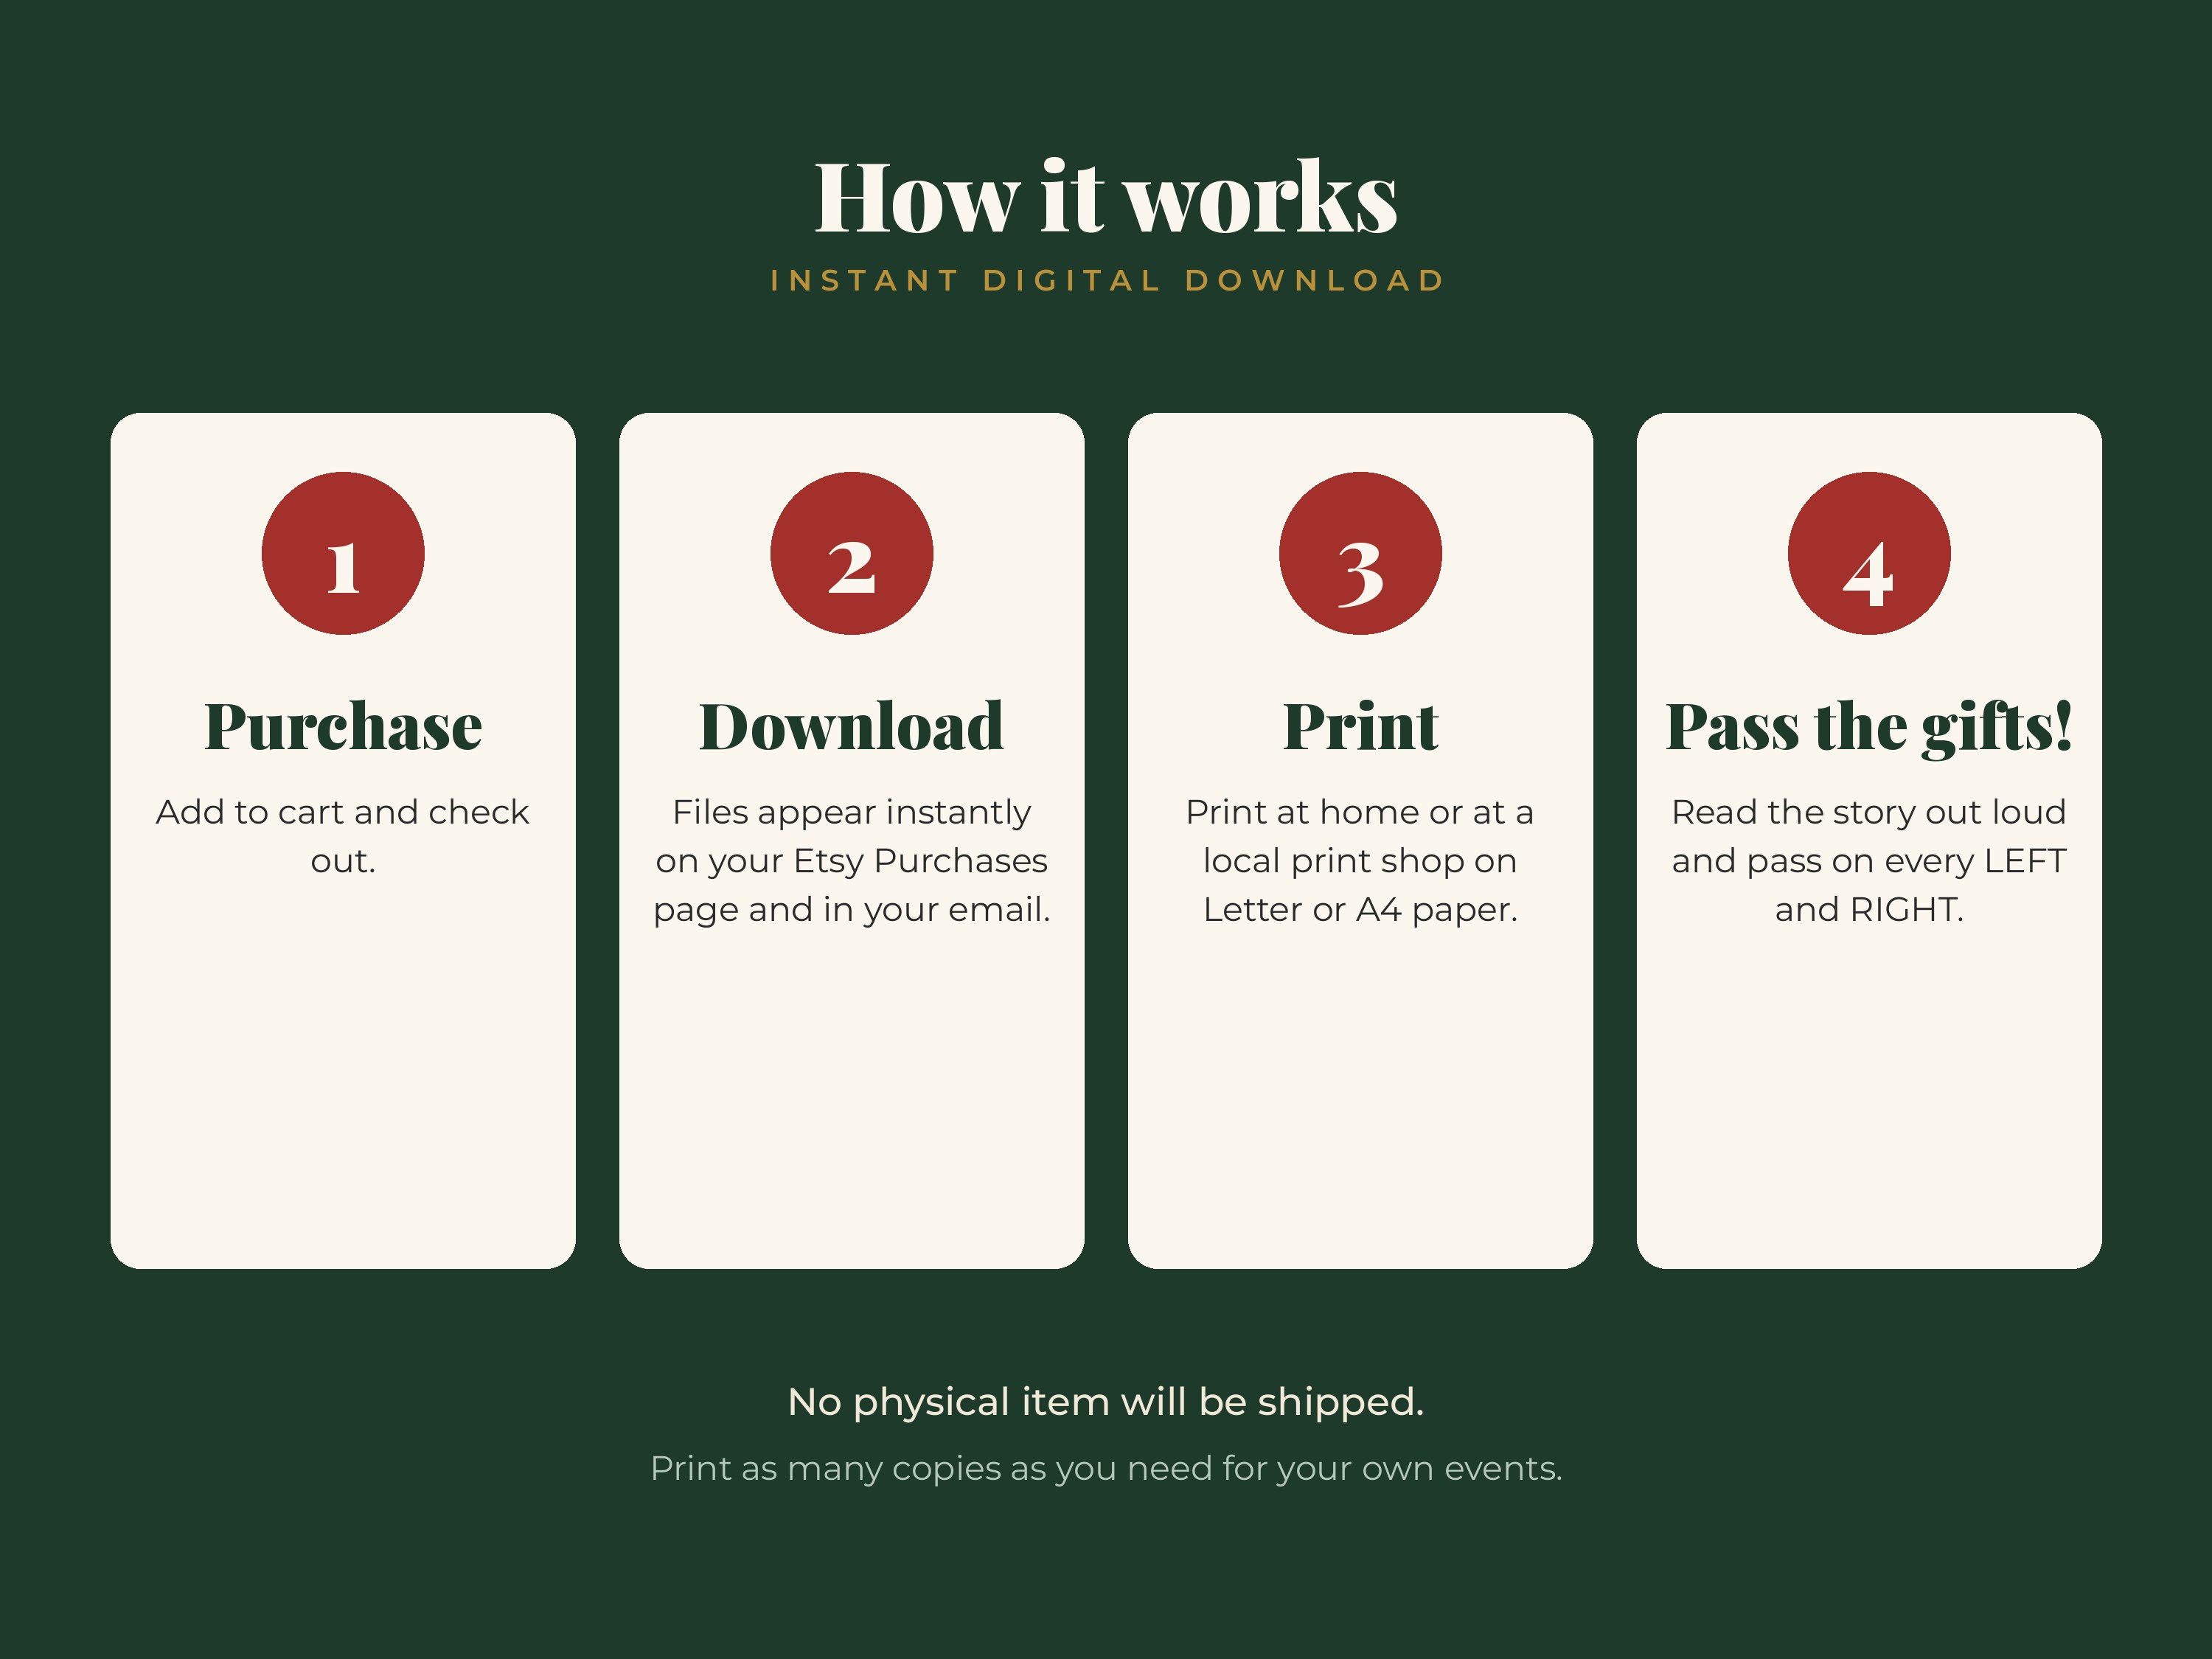 How it works
INSTANT DIGITAL DOWNLOAD
1
Purchase
Add to cart and check
out.
2
Download
Files appear instantly
on your Etsy Purchases
page and in your email.
3
Print
Print at home or at a
local print shop on
Letter or A4 paper.
4
Pass the gifts!
Read the story out loud
and pass on every LEFT
and RIGHT.
No physical item will be shipped.
Print as many copies as you need for your own events.